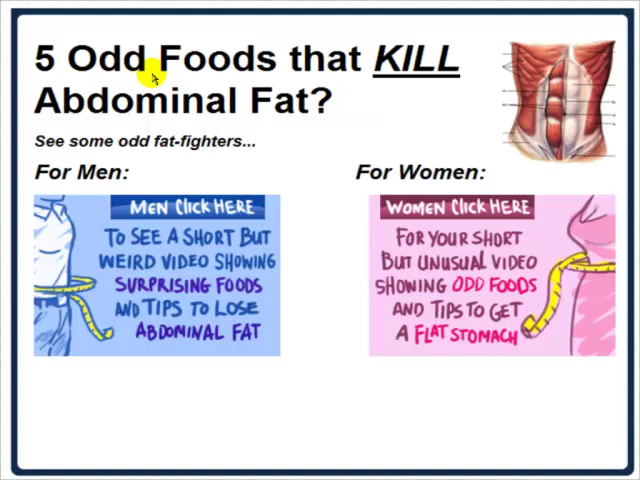 5 Odd Foods that KILL
Abdominal Fat?
See some odd fat-fighters...
For Men:
For Women:
MEN CLICK HERE
TO SEE A SHORT BUT
WEIRD VIDEO SHOWING
SURPRISING FOODS
AND TIPS TO LOSE
ABDOMINAL FAT
WOMEN CLICK HERE
FOR YOUR SHORT
BUT UNUSUAL VIDEO
SHOWING ODD FOODS
AND TIPS TO GET
A FLAT STOMACH